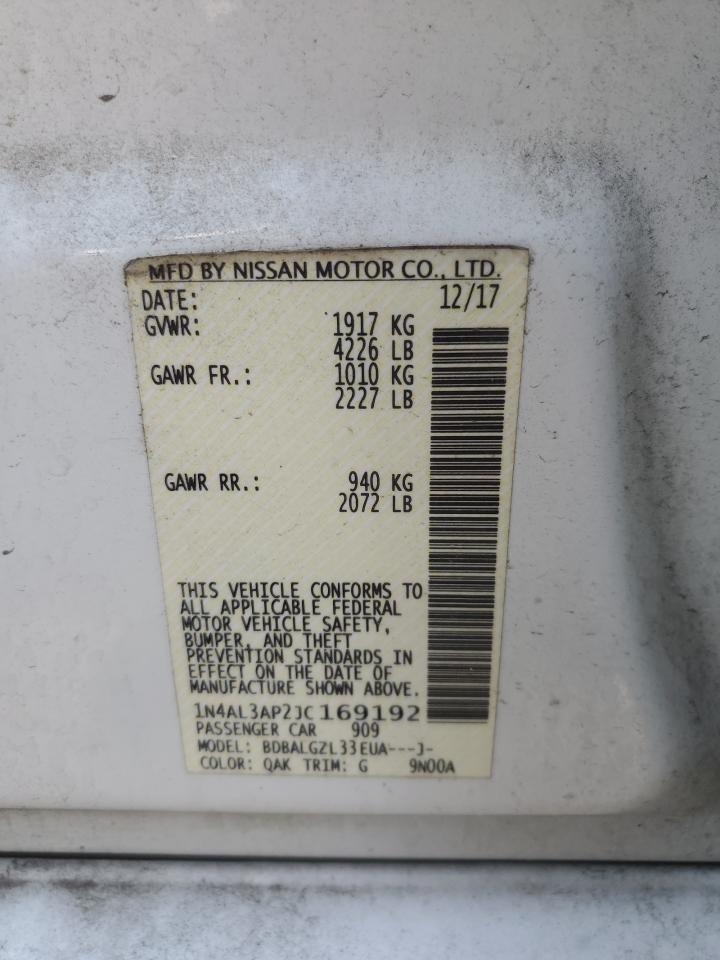 MFD BY NISSAN MOTOR CO., LTD.
DATE: 12/17
GVWR: 1917 KG
4226 LB
GAWR FR.: 1010 KG
2227 LB
GAWR RR.: 940 KG
2072 LB
THIS VEHICLE CONFORMS TO
ALL APPLICABLE FEDERAL
MOTOR VEHICLE SAFETY,
BUMPER, AND THEFT
PREVENTION STANDARDS IN
EFFECT ON THE DATE OF
MANUFACTURE SHOWN ABOVE.
1N4AL3AP2JC169192
PASSENGER CAR 909
MODEL: BDBALGZL33EUA---J-
COLOR: QAK TRIM: G 9N00A